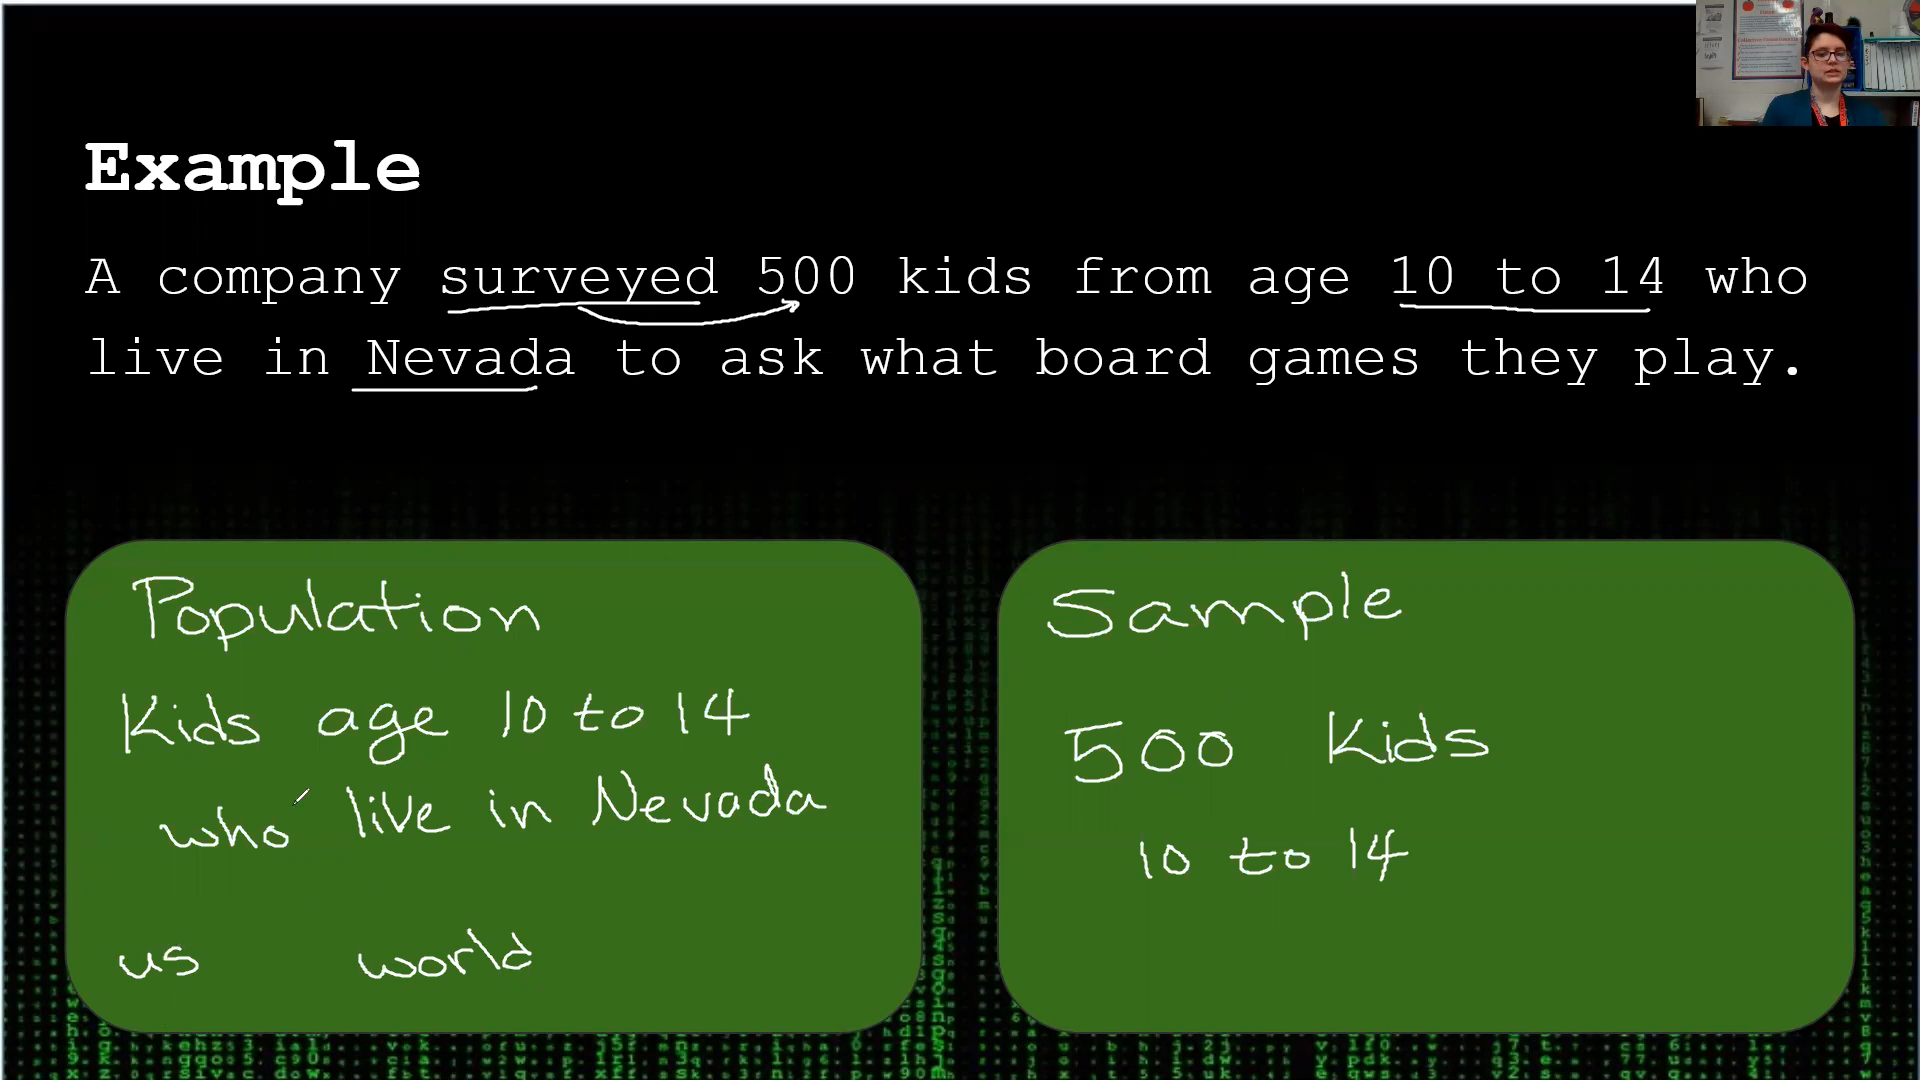 Example
A company surveyed 500 kids from age 10 to 14 who
live in Nevada to ask what board games they play.
Population
Kids age 10 to 14
who live in Nevada
us world
Sample
500 Kids
10 to 14